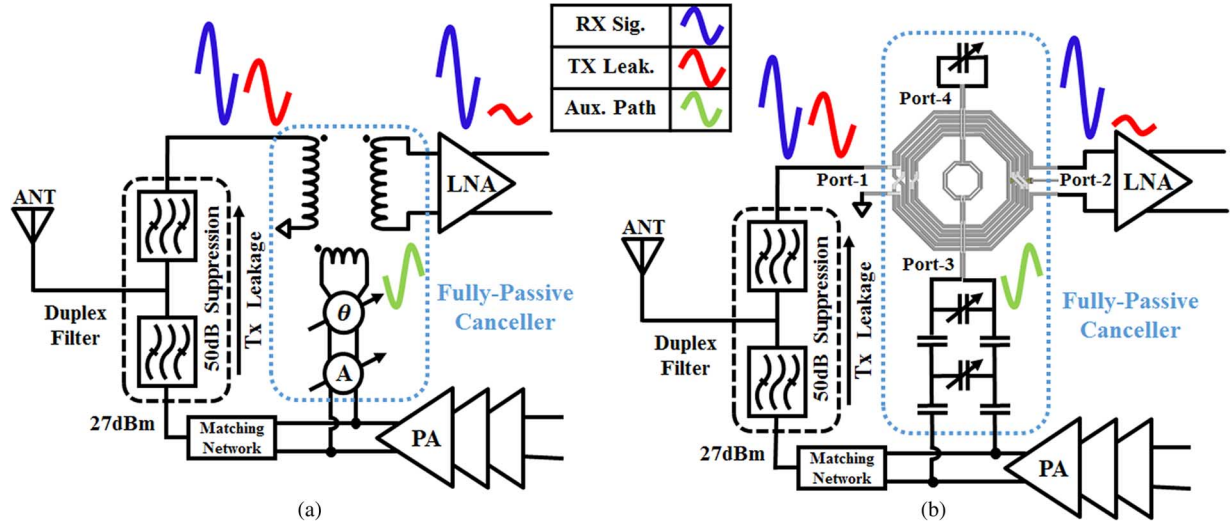 ANT
Duplex
Filter
50dB Suppression
Tx Leakage
27dBm
Matching
Network
PA
LNA
θ
A
Fully-Passive
Canceller
(a)
RX Sig.
TX Leak.
Aux. Path
ANT
Duplex
Filter
50dB Suppression
Tx Leakage
27dBm
Matching
Network
PA
LNA
Port-4
Port-1
Port-2
Port-3
Fully-Passive
Canceller
(b)